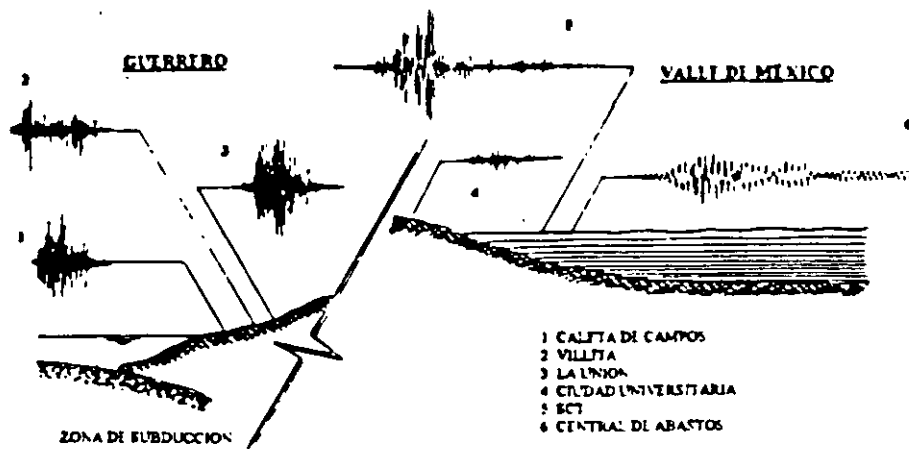 GUERRERO
VALLE DE MEXICO
2
3
4
1
1 CALETA DE CAMPOS
2 VILLITA
3 LA UNION
4 CIUDAD UNIVERSITARIA
5 SCT
6 CENTRAL DE ABASTOS
ZONA DE SUBDUCCION